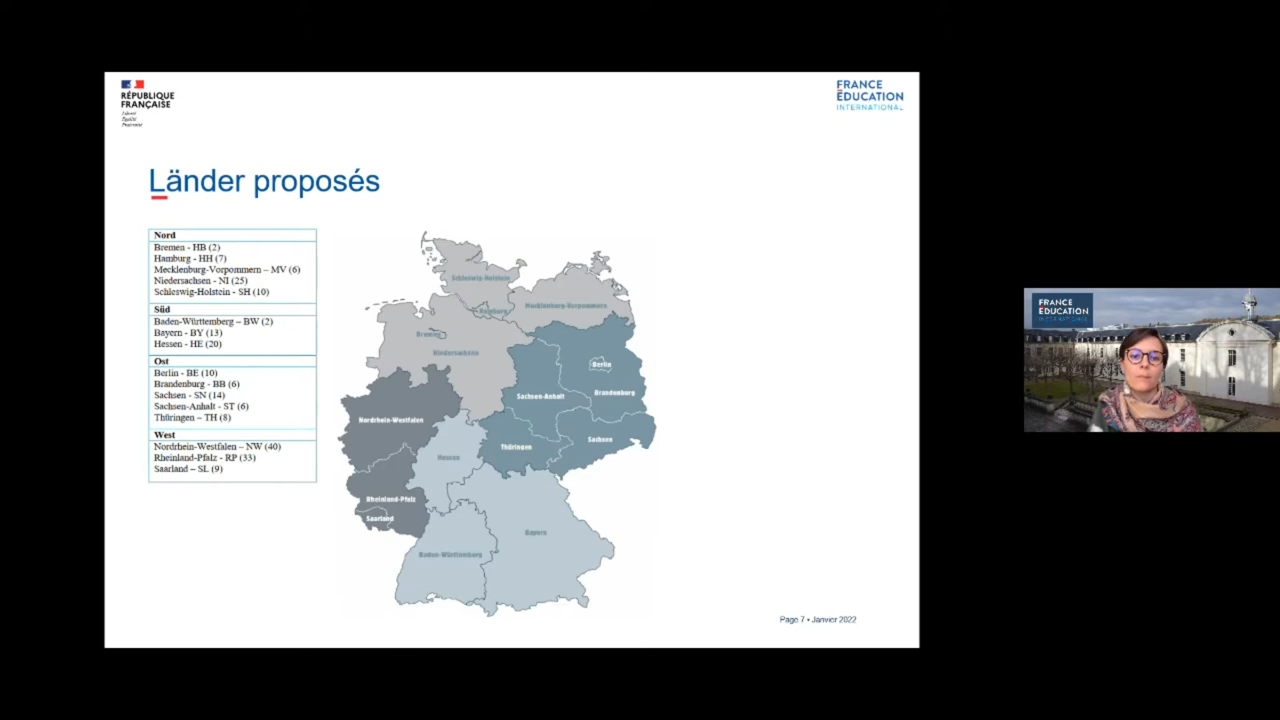 RÉPUBLIQUE
FRANÇAISE
Liberté
Égalité
Fraternité
FRANCE
ÉDUCATION
INTERNATIONAL
Länder proposés
Nord
Bremen - HB (2)
Hamburg - HH (7)
Mecklenburg-Vorpommern – MV (6)
Niedersachsen - NI (25)
Schleswig-Holstein - SH (10)
Süd
Baden-Württemberg – BW (2)
Bayern - BY (13)
Hessen - HE (20)
Ost
Berlin - BE (10)
Brandenburg - BB (6)
Sachsen - SN (14)
Sachsen-Anhalt - ST (6)
Thüringen – TH (8)
West
Nordrhein-Westfalen – NW (40)
Rheinland-Pfalz - RP (33)
Saarland – SL (9)
Schleswig-Holstein
Mecklenburg-Vorpommern
Hamburg
Bremen
Niedersachsen
Berlin
Sachsen-Anhalt
Brandenburg
Nordrhein-Westfalen
Sachsen
Thüringen
Hessen
Rheinland-Pfalz
Saarland
Bayern
Baden-Württemberg
Page 7 • Janvier 2022
FRANCE
ÉDUCATION
INTERNATIONAL